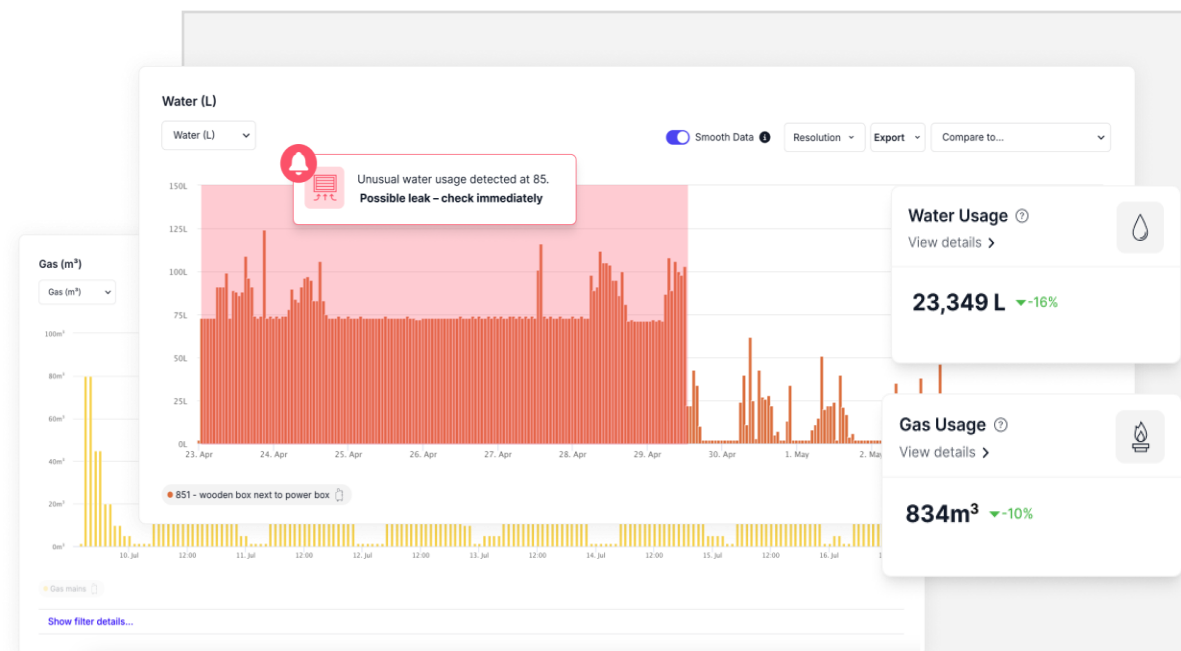 Water (L)
Water (L)
Smooth Data
Resolution
Export
Compare to...
Unusual water usage detected at 85.
Possible leak – check immediately
150L
125L
100L
75L
50L
25L
0L
23. Apr 24. Apr 25. Apr 26. Apr 27. Apr 28. Apr 29. Apr 30. Apr 1. May 2. May
851 - wooden box next to power box
Water Usage
View details
23,349 L -16%
Gas Usage
View details
834m³ -10%
Gas (m³)
Gas (m³)
100m³
80m³
60m³
40m³
20m³
0m³
10. Jul 12:00 11. Jul 12:00 12. Jul 12:00 13. Jul 12:00 14. Jul 12:00 15. Jul 12:00 16. Jul
Gas mains
Show filter details...